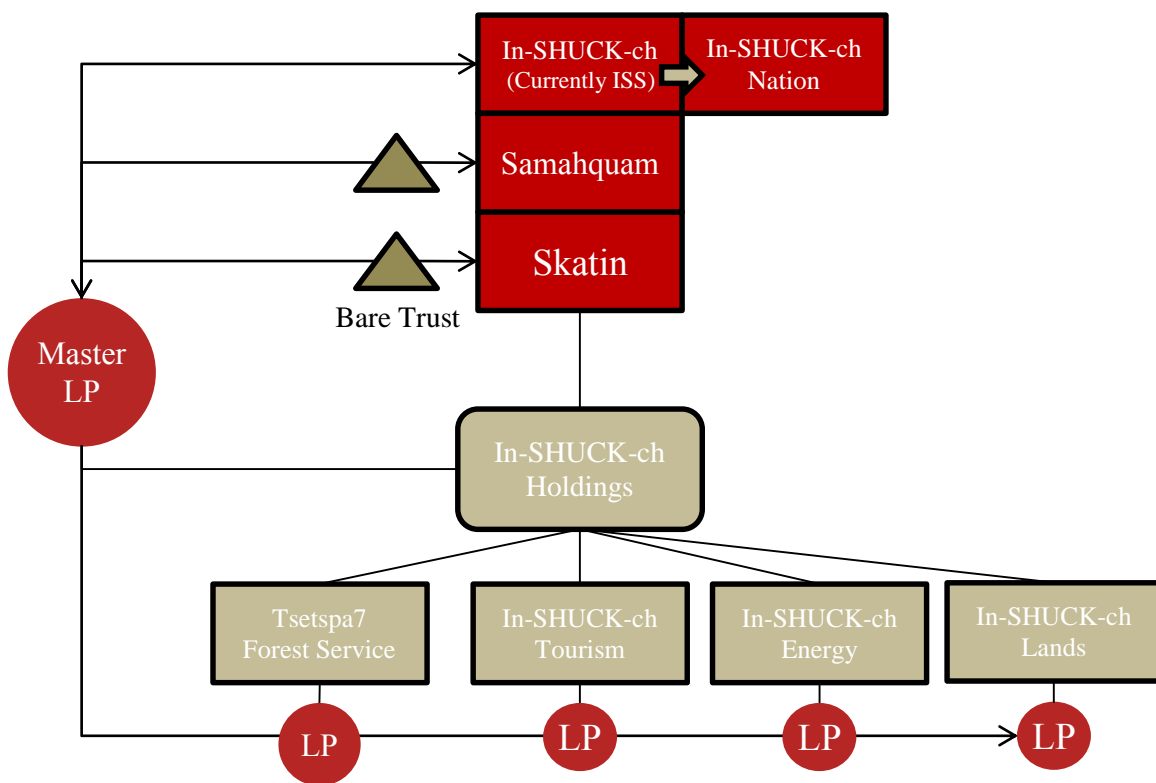 In-SHUCK-ch
(Currently ISS)
In-SHUCK-ch
Nation
Samahquam
Skatin
Bare Trust
Master
LP
In-SHUCK-ch
Holdings
Tsetspa7
Forest Service
In-SHUCK-ch
Tourism
In-SHUCK-ch
Energy
In-SHUCK-ch
Lands
LP
LP
LP
LP